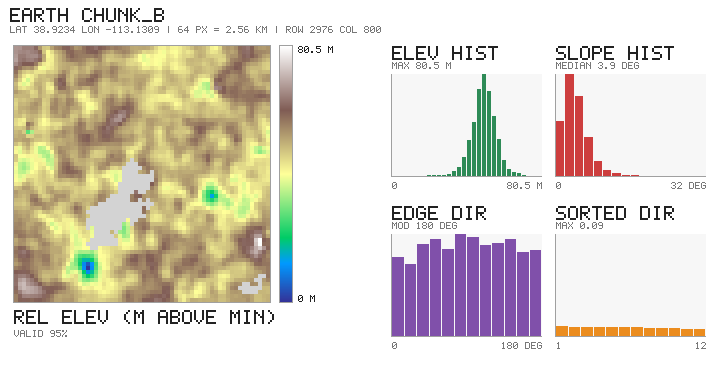 EARTH CHUNK_B
LAT 38.9234 LON -113.1309 | 64 PX = 2.56 KM | ROW 2976 COL 800
80.5 M
0 M
REL ELEV (M ABOVE MIN)
VALID 95%
ELEV HIST
MAX 80.5 M
0 80.5 M
SLOPE HIST
MEDIAN 3.9 DEG
0 32 DEG
EDGE DIR
MOD 180 DEG
0 180 DEG
SORTED DIR
MAX 0.09
1 12